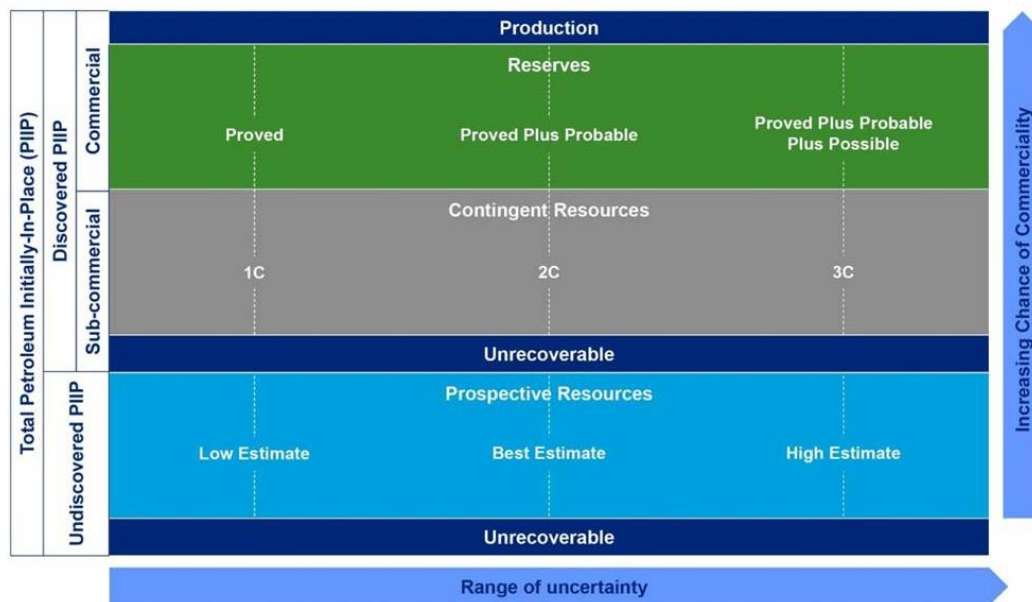 Total Petroleum Initially-In-Place (PIIP)
Discovered PIIP
Undiscovered PIIP
Commercial
Sub-commercial
Production
Reserves
Proved
Proved Plus Probable
Proved Plus Probable
Plus Possible
Contingent Resources
1C
2C
3C
Unrecoverable
Prospective Resources
Low Estimate
Best Estimate
High Estimate
Unrecoverable
Range of uncertainty
Increasing Chance of Commerciality